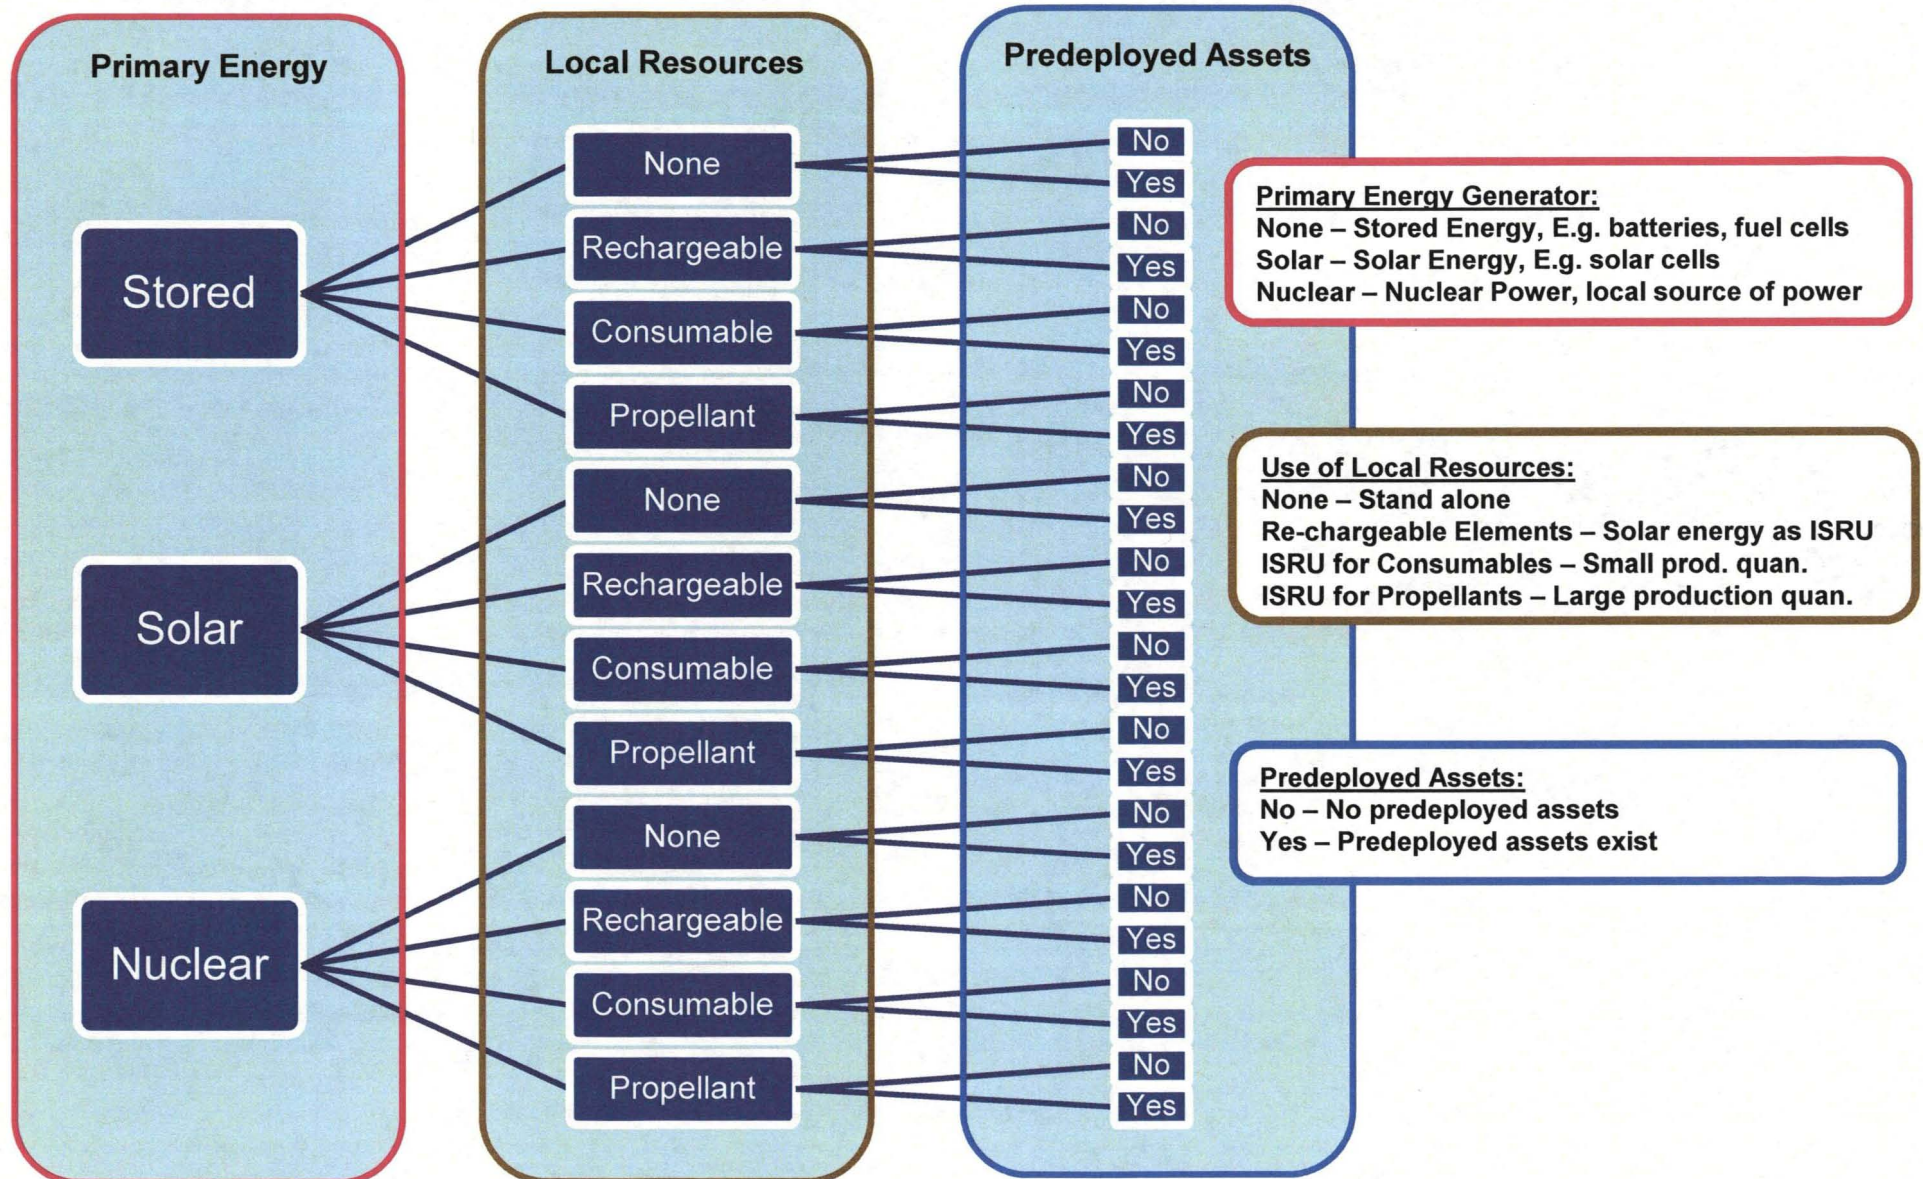 Primary Energy
Stored
Solar
Nuclear
Local Resources
None
Rechargeable
Consumable
Propellant
None
Rechargeable
Consumable
Propellant
None
Rechargeable
Consumable
Propellant
Predeployed Assets
No
Yes
No
Yes
No
Yes
No
Yes
No
Yes
No
Yes
No
Yes
No
Yes
No
Yes
No
Yes
No
Yes
No
Yes
Primary Energy Generator:
None – Stored Energy, E.g. batteries, fuel cells
Solar – Solar Energy, E.g. solar cells
Nuclear – Nuclear Power, local source of power
Use of Local Resources:
None – Stand alone
Re-chargeable Elements – Solar energy as ISRU
ISRU for Consumables – Small prod. quan.
ISRU for Propellants – Large production quan.
Predeployed Assets:
No – No predeployed assets
Yes – Predeployed assets exist